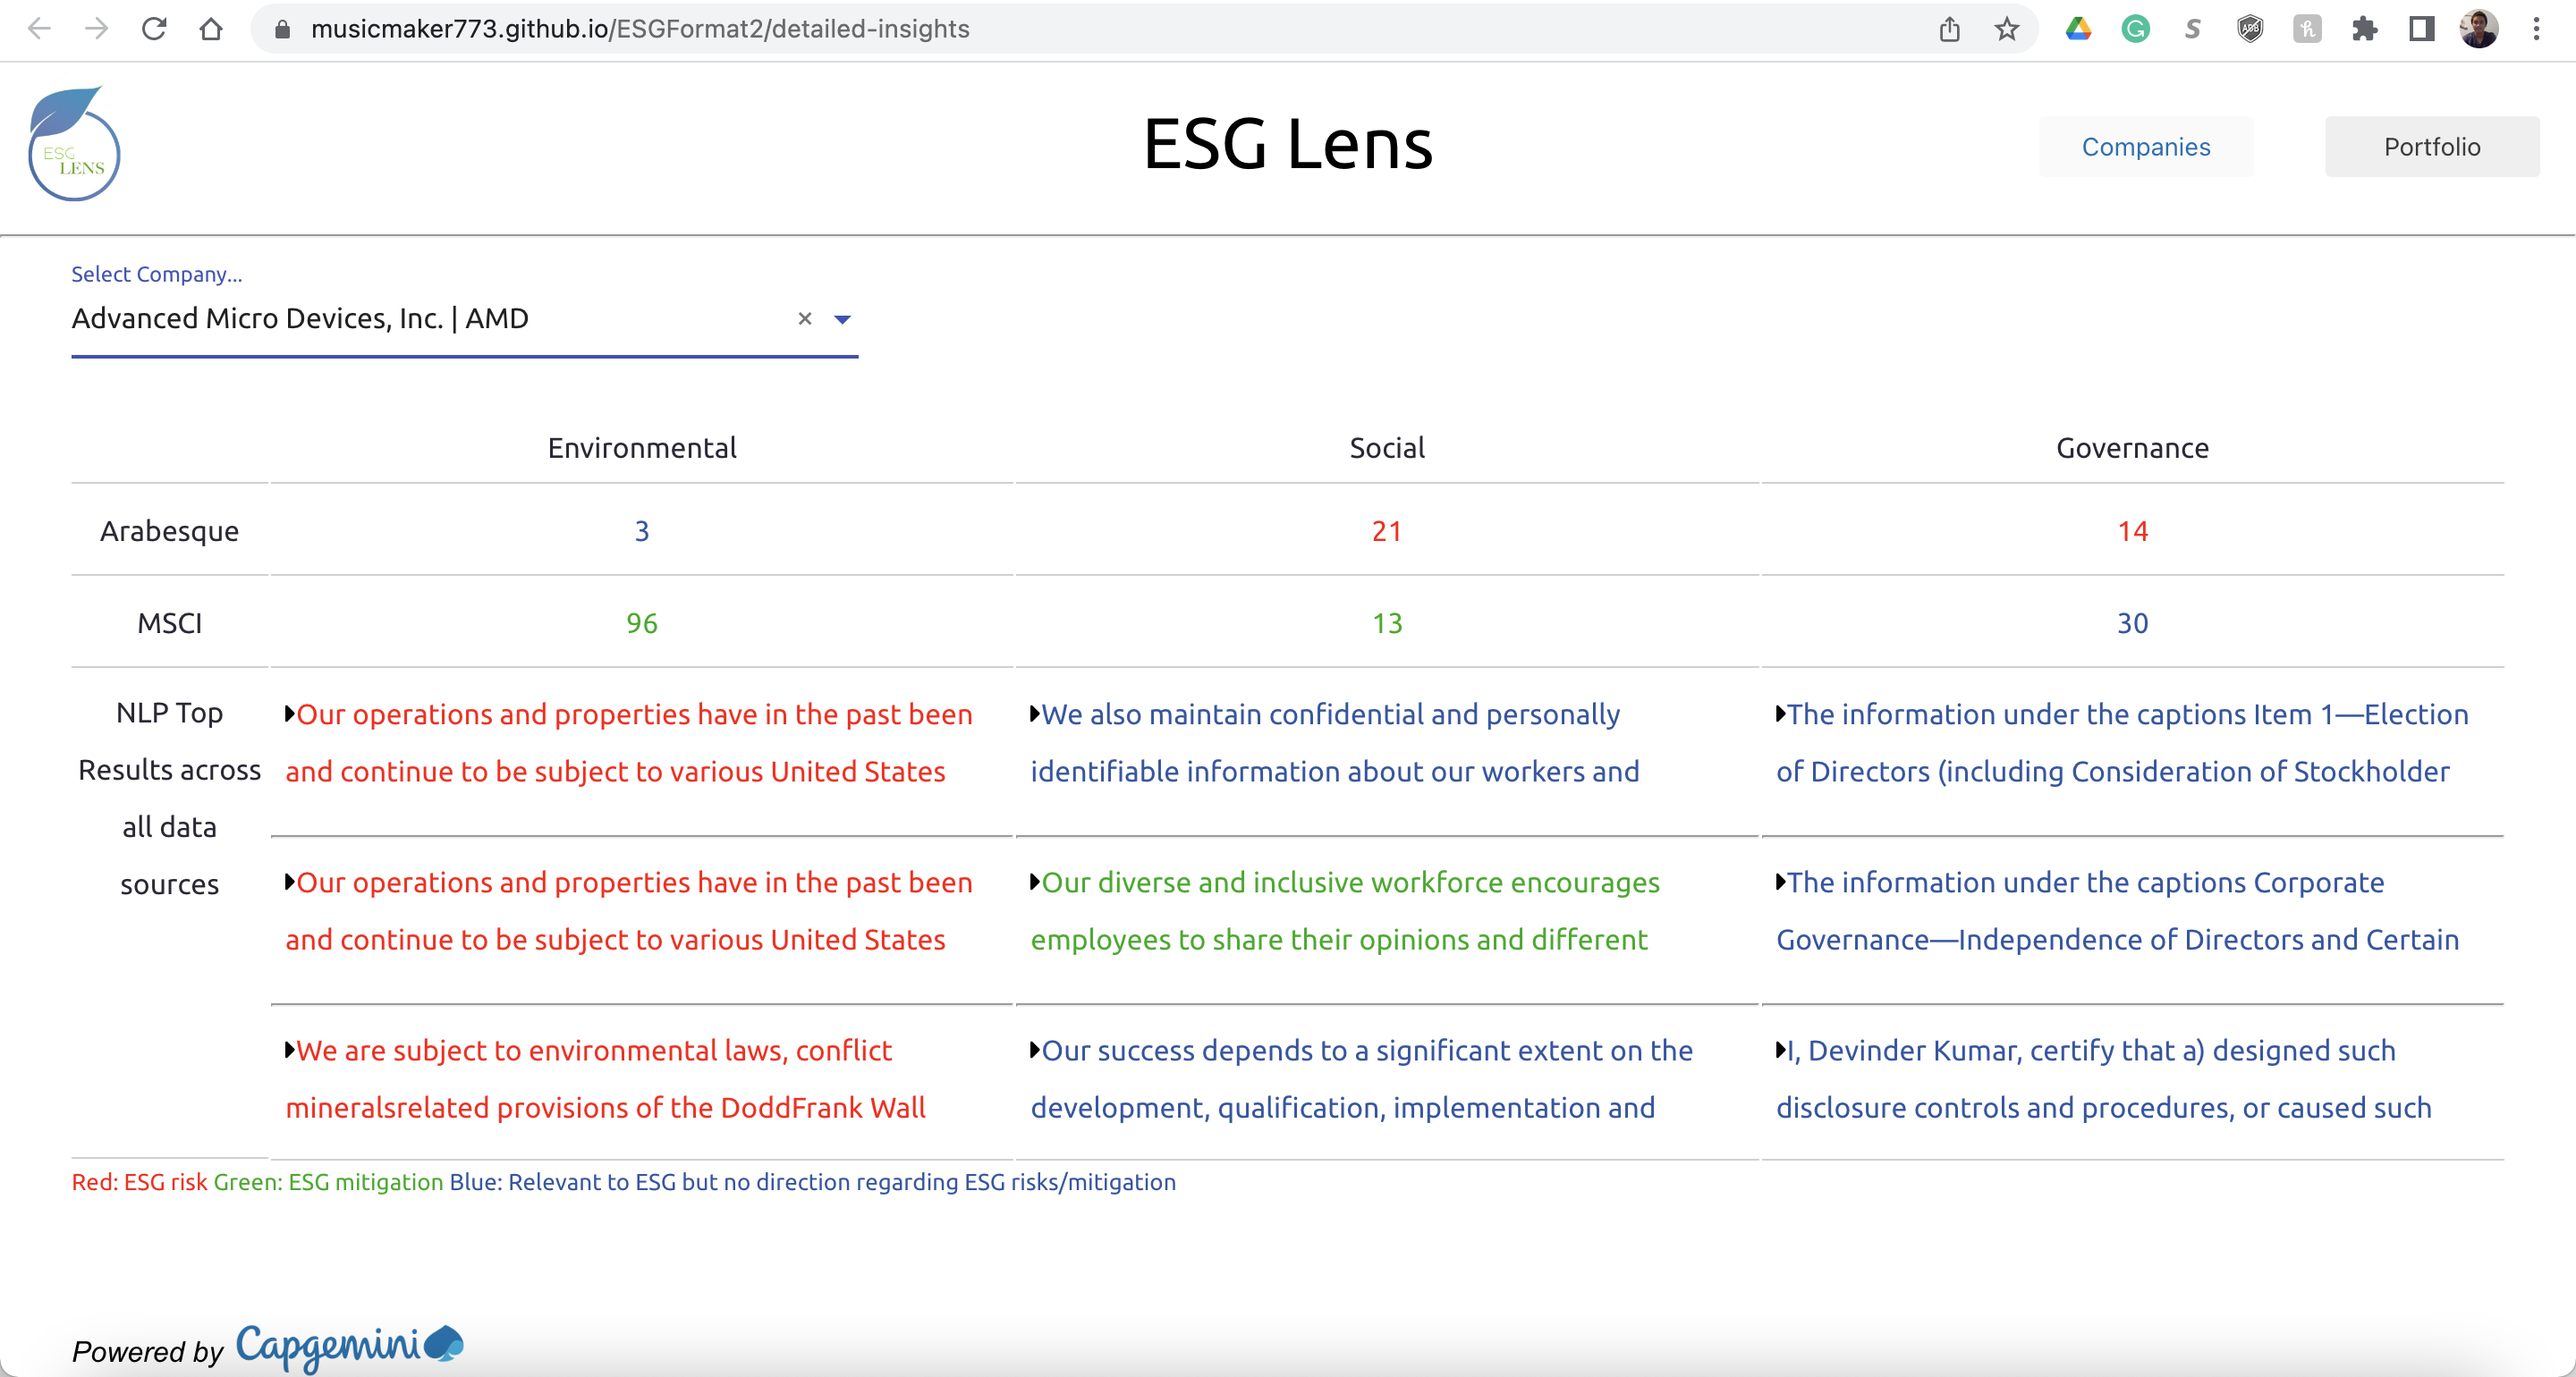 musicmaker773.github.io/ESGFormat2/detailed-insights
ESG
LENS
ESG Lens
Companies
Portfolio
Select Company...
Advanced Micro Devices, Inc. | AMD
Environmental Social Governance
Arabesque 3 21 14
MSCI 96 13 30
NLP Top
Results across
all data
sources
Our operations and properties have in the past been
and continue to be subject to various United States
We also maintain confidential and personally
identifiable information about our workers and
The information under the captions Item 1—Election
of Directors (including Consideration of Stockholder
Our operations and properties have in the past been
and continue to be subject to various United States
Our diverse and inclusive workforce encourages
employees to share their opinions and different
The information under the captions Corporate
Governance—Independence of Directors and Certain
We are subject to environmental laws, conflict
mineralsrelated provisions of the DoddFrank Wall
Our success depends to a significant extent on the
development, qualification, implementation and
I, Devinder Kumar, certify that a) designed such
disclosure controls and procedures, or caused such
Red: ESG risk Green: ESG mitigation Blue: Relevant to ESG but no direction regarding ESG risks/mitigation
Powered by Capgemini